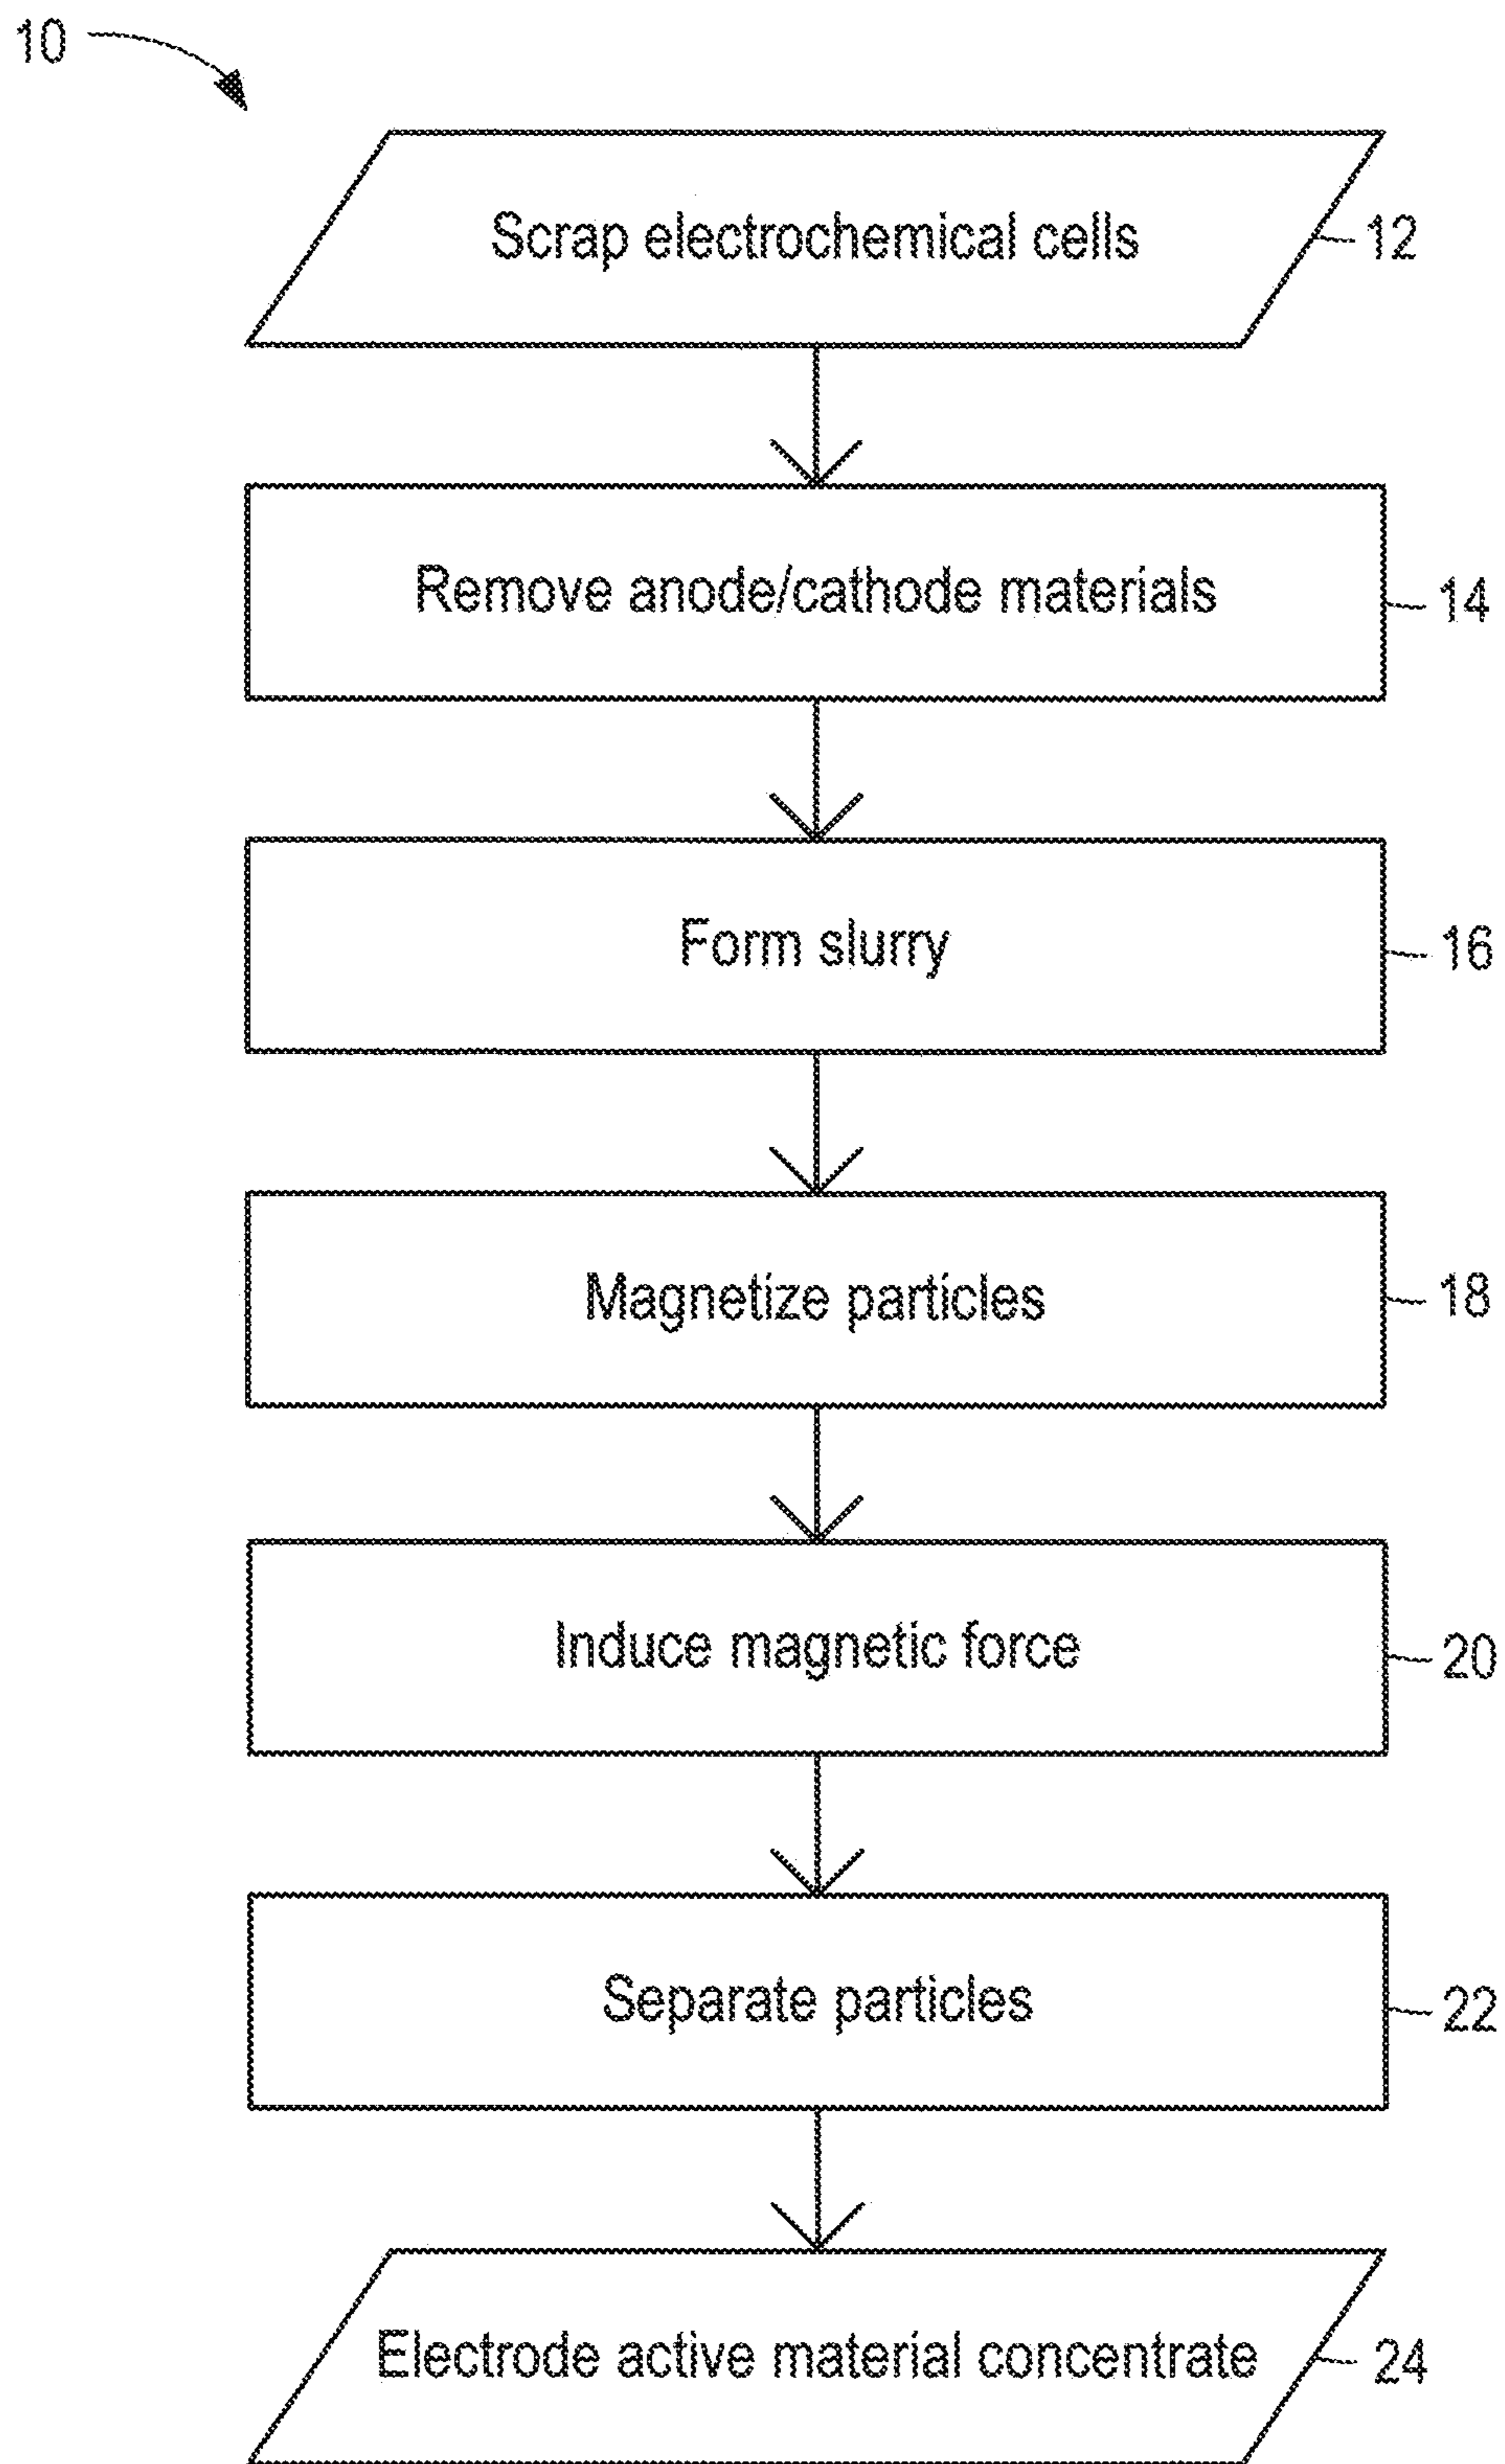 10
Scrap electrochemical cells
12
Remove anode/cathode materials
14
Form slurry
16
Magnetize particles
18
Induce magnetic force
20
Separate particles
22
Electrode active material concentrate
24